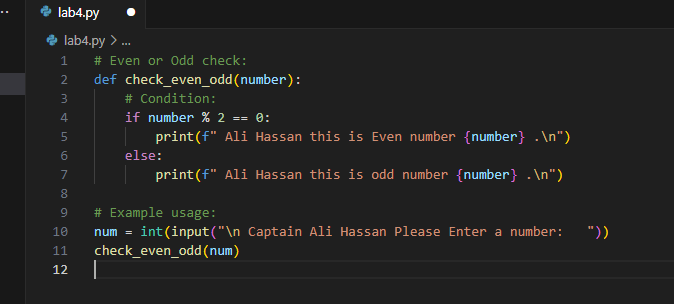 lab4.py
lab4.py > ...
1 # Even or Odd check:
2 def check_even_odd(number):
3     # Condition:
4     if number % 2 == 0:
5         print(f" Ali Hassan this is Even number {number} .\n")
6     else:
7         print(f" Ali Hassan this is odd number {number} .\n")
8
9 # Example usage:
10 num = int(input("\n Captain Ali Hassan Please Enter a number:   "))
11 check_even_odd(num)
12